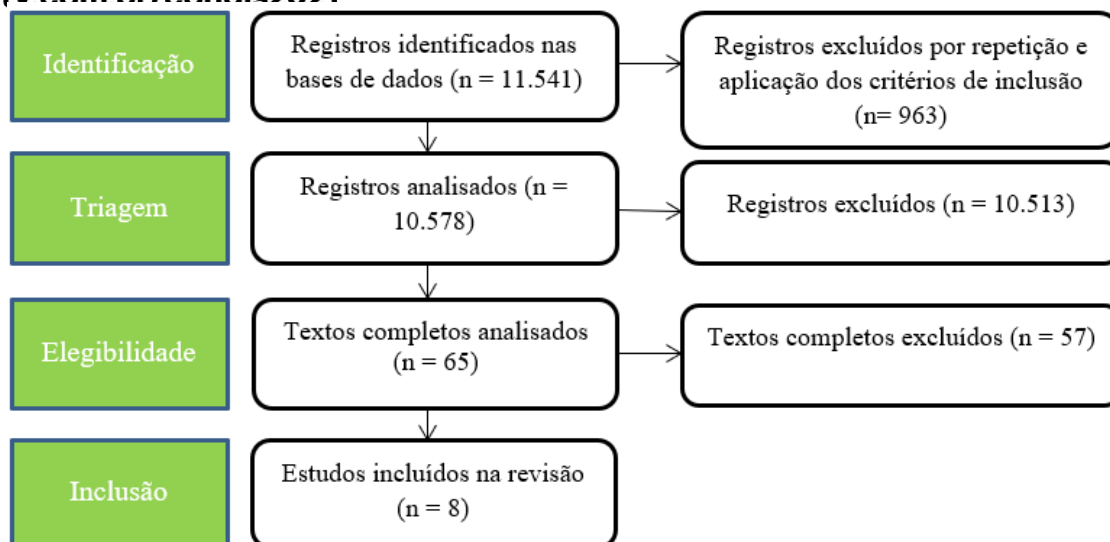 Identificação
Registros identificados nas
bases de dados (n = 11.541)
Registros excluídos por repetição e
aplicação dos critérios de inclusão
(n= 963)
Triagem
Registros analisados (n =
10.578)
Registros excluídos (n = 10.513)
Elegibilidade
Textos completos analisados
(n = 65)
Textos completos excluídos (n = 57)
Inclusão
Estudos incluídos na revisão
(n = 8)